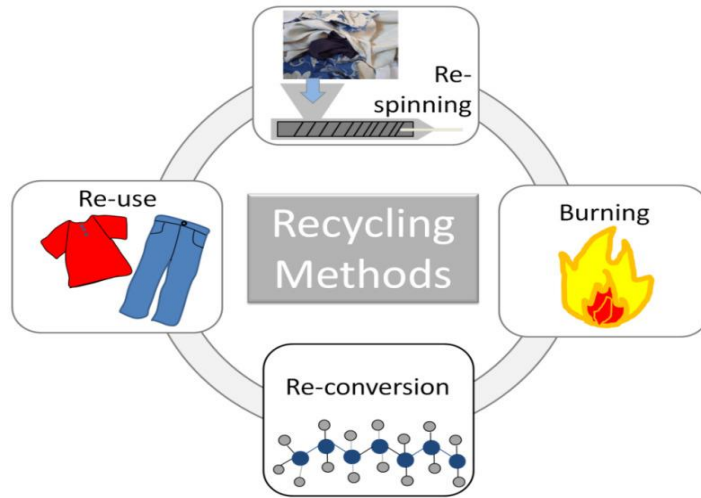 Re-
spinning
Re-use
Recycling
Methods
Burning
Re-conversion